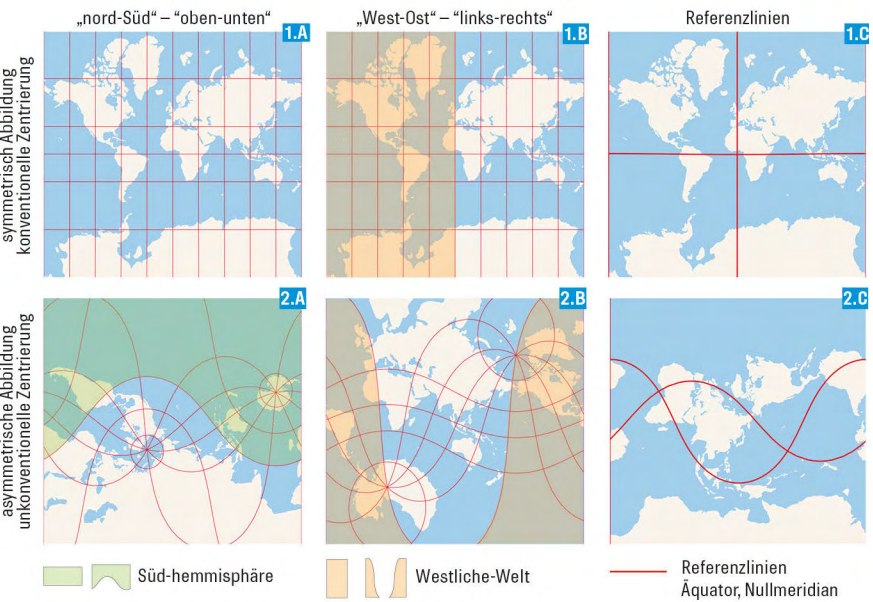 „nord-Süd“ – “oben-unten“
„West-Ost“ – “links-rechts“
Referenzlinien
symmetrisch Abbildung
konventionelle Zentrierung
1.A
1.B
1.C
asymmetrische Abbildung
unkonventionelle Zentrierung
2.A
2.B
2.C
Süd-hemmisphäre
Westliche-Welt
Referenzlinien
Äquator, Nullmeridian